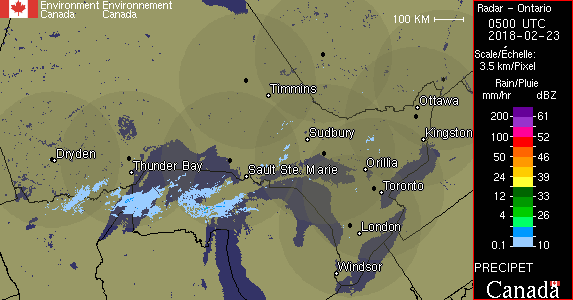 Environment Environnement
Canada Canada
100 KM
Timmins
Ottawa
Sudbury
Kingston
Dryden
Thunder Bay
Sault Ste. Marie
Orillia
Toronto
London
Windsor
Radar - Ontario
0500 UTC
2018-02-23
Scale/Échelle:
3.5 km/Pixel
Rain/Pluie
mm/hr dBZ
200 61
150 56
100 52
50 46
24 39
12 33
4 26
0.1 10
PRECIPET
Canada